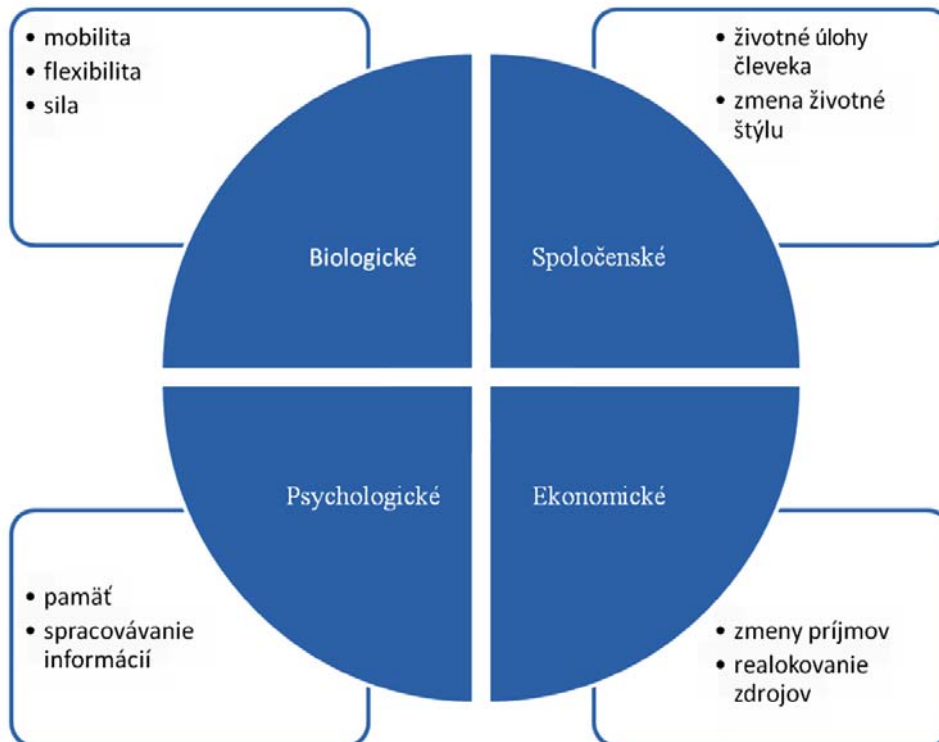 • mobilita
• flexibilita
• sila
• životné úlohy
čleveka
• zmena životné
štýlu
Biologické
Spoločenské
Psychologické
Ekonomické
• pamäť
• spracovávanie
informácií
• zmeny príjmov
• realokovanie
zdrojov